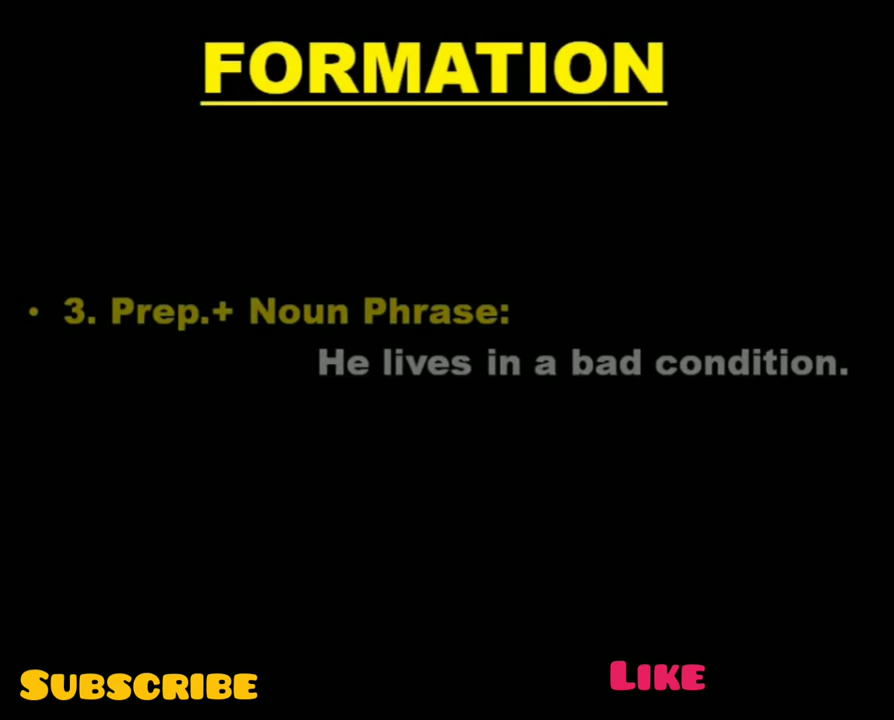 FORMATION
• 3. Prep.+ Noun Phrase:
He lives in a bad condition.
SUBSCRIBE
LIKE